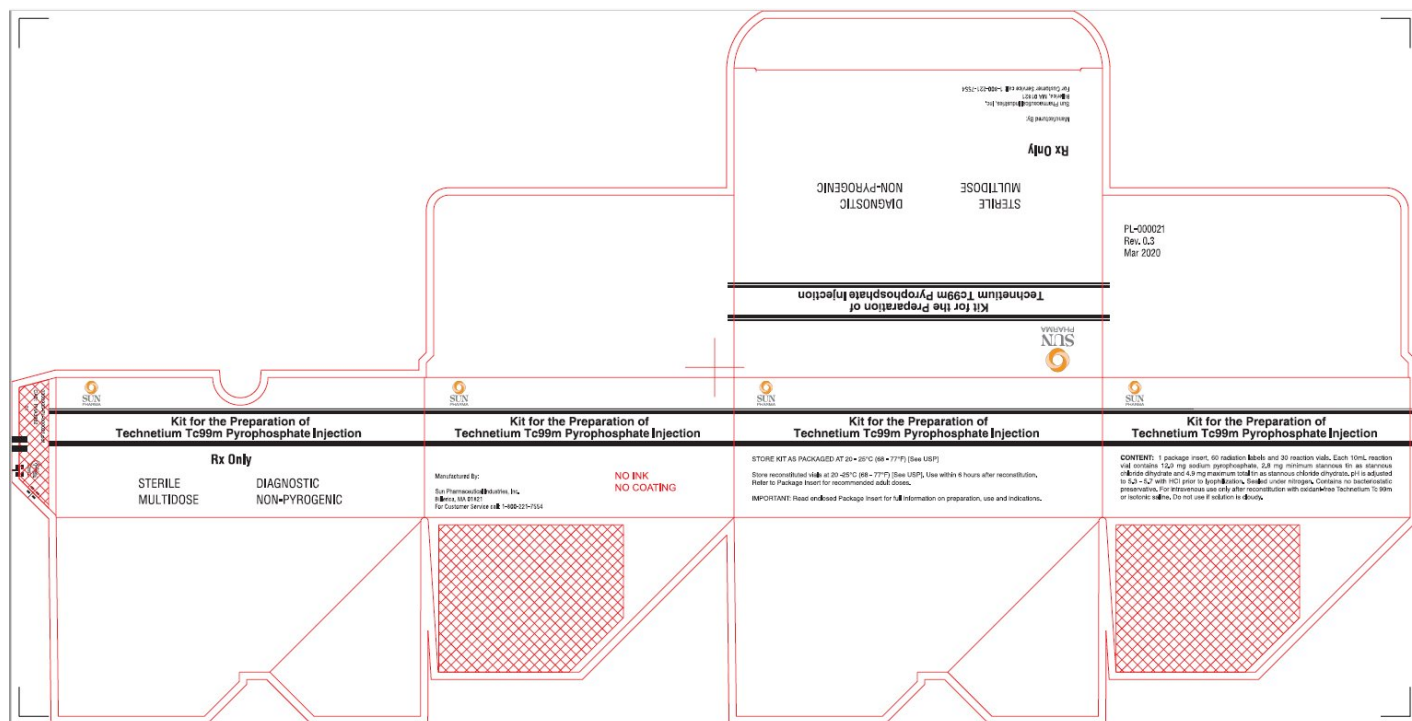 For Customer Service call: 1-800-221-7554
Billerica, MA 01821
Sun Pharmaceutical Industries, Inc.
Manufactured By:
Rx Only
MULTIDOSE NON-PYROGENIC
STERILE DIAGNOSTIC
Technetium Tc99m Pyrophosphate Injection
Kit for the Preparation of
SUN
PHARMA
PL-000021
Rev. 0.3
Mar 2020
SUN
PHARMA
Kit for the Preparation of
Technetium Tc99m Pyrophosphate Injection
Rx Only
STERILE DIAGNOSTIC
MULTIDOSE NON-PYROGENIC
SUN
PHARMA
Kit for the Preparation of
Technetium Tc99m Pyrophosphate Injection
Manufactured By:
Sun Pharmaceutical Industries, Inc.
Billerica, MA 01821
For Customer Service call: 1-800-221-7554
NO INK
NO COATING
SUN
PHARMA
Kit for the Preparation of
Technetium Tc99m Pyrophosphate Injection
STORE KIT AS PACKAGED AT 20 - 25°C (68 - 77°F) [See USP]
Store reconstituted vials at 20 -25°C (68 - 77°F) [See USP], Use within 6 hours after reconstitution.
Refer to Package Insert for recommended adult doses.
IMPORTANT: Read enclosed Package Insert for full information on preparation, use and indications.
SUN
PHARMA
Kit for the Preparation of
Technetium Tc99m Pyrophosphate Injection
CONTENT: 1 package insert, 60 radiation labels and 30 reaction vials. Each 10mL reaction
vial contains 12.0 mg sodium pyrophosphate, 2.8 mg minimum stannous tin as stannous
chloride dihydrate and 4.9 mg maximum total tin as stannous chloride dihydrate. pH is adjusted
to 5.3 - 5.7 with HCl prior to lyophilization. Sealed under nitrogen. Contains no bacteriostatic
preservative. For intravenous use only after reconstitution with oxidant-free Technetium Tc 99m
or isotonic saline. Do not use if solution is cloudy.